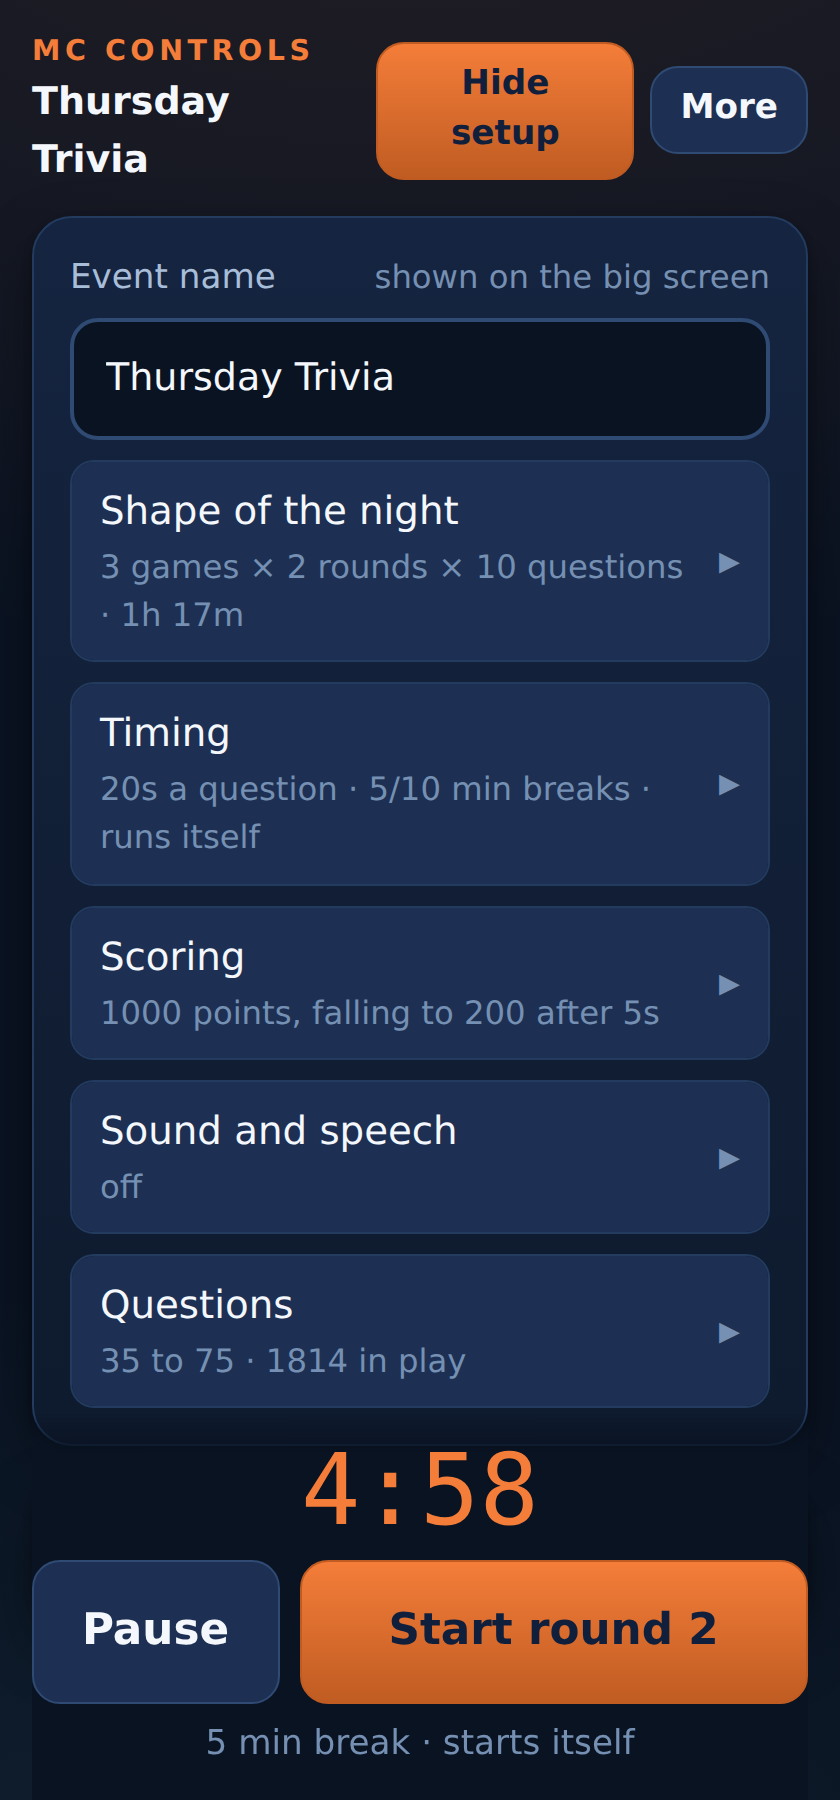 MC CONTROLS
Thursday
Trivia
Hide
setup
More
Event name
shown on the big screen
Thursday Trivia
Shape of the night
3 games × 2 rounds × 10 questions
· 1h 17m
▶
Timing
20s a question · 5/10 min breaks ·
runs itself
▶
Scoring
1000 points, falling to 200 after 5s
▶
Sound and speech
off
▶
Questions
35 to 75 · 1814 in play
▶
4:58
Pause
Start round 2
5 min break · starts itself